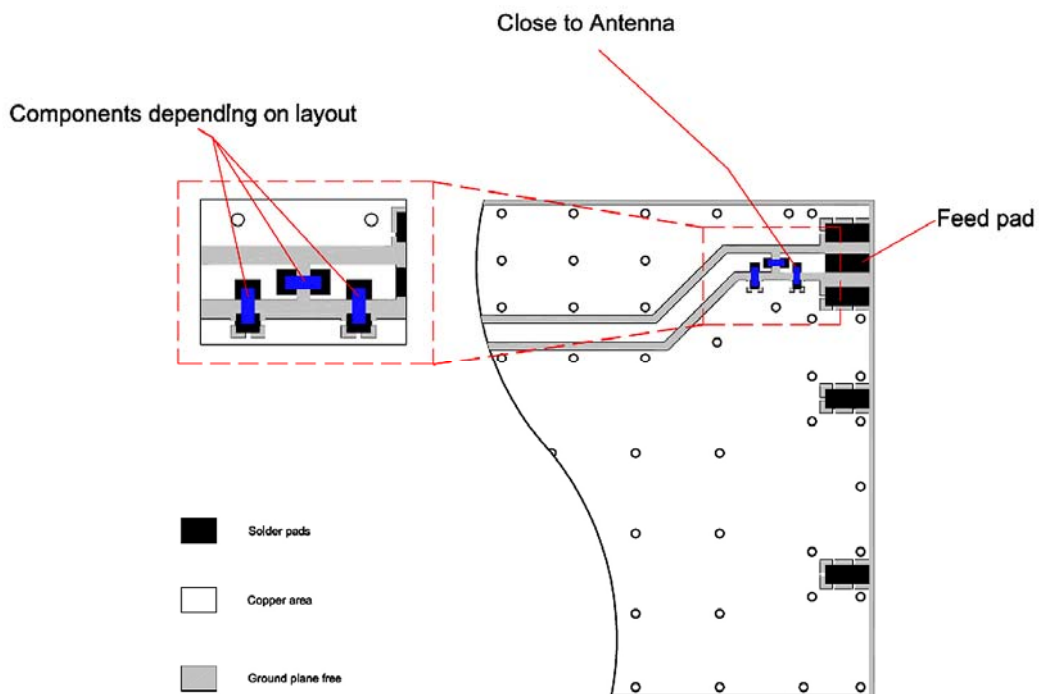 Close to Antenna
Components depending on layout
Feed pad
Solder pads
Copper area
Ground plane free